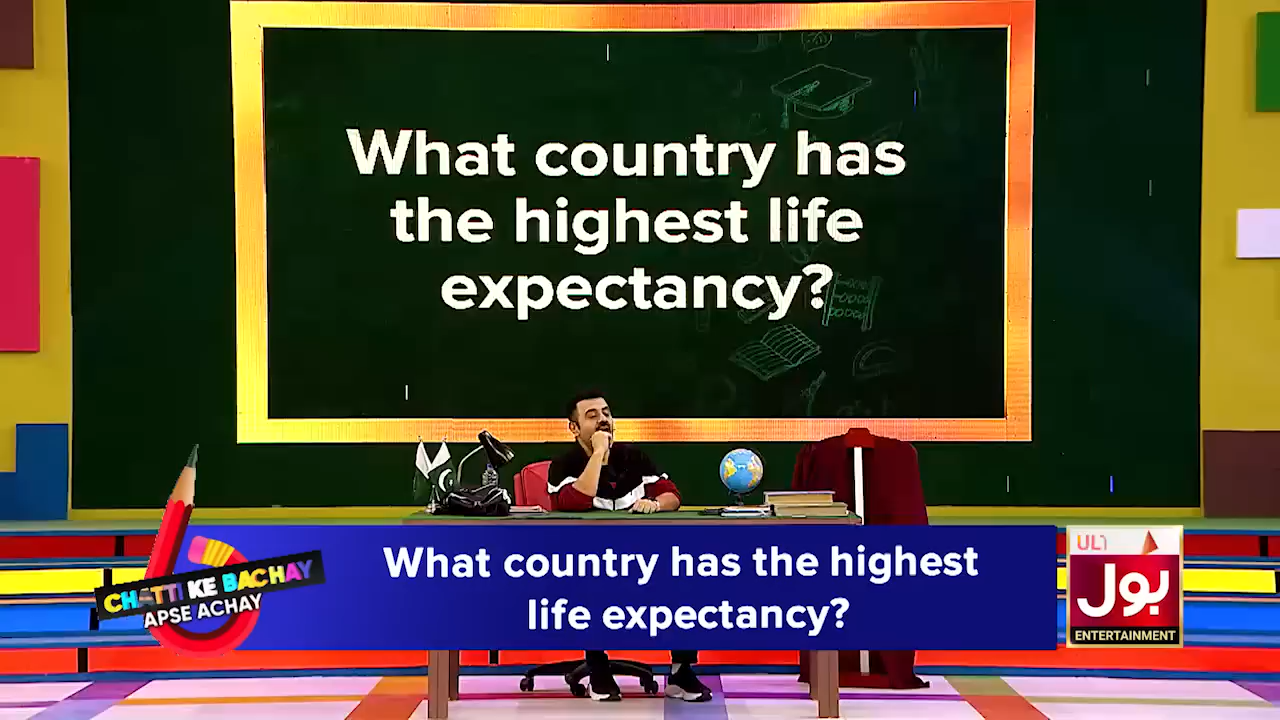 What country has
the highest life
expectancy?
What country has the highest
life expectancy?
CHATTI KE BACHAY
APSE ACHAY
UL1
بول
ENTERTAINMENT